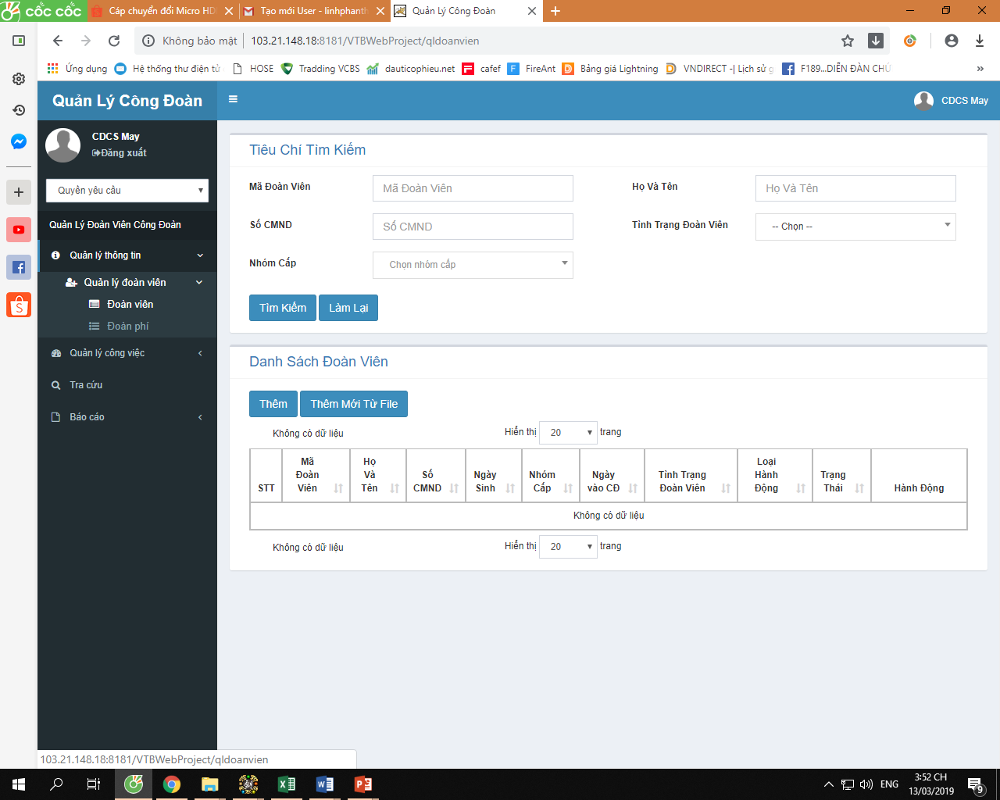 cốc cốc
Cáp chuyển đổi Micro HD
Tạo mới User - linhphanth
Quản Lý Công Đoàn
Không bảo mật
103.21.148.18:8181/VTBWebProject/qldoanvien
Ứng dụng
Hệ thống thư điện tử
HOSE
Tradding VCBS
dauticophieu.net
cafef
FireAnt
Bảng giá Lightning
VNDIRECT -| Lịch sử g
F189...DIỄN ĐÀN CHỨ
Quản Lý Công Đoàn
CDCS May
CDCS May
Đăng xuất
Quyền yêu cầu
Quản Lý Đoàn Viên Công Đoàn
Quản lý thông tin
Quản lý đoàn viên
Đoàn viên
Đoàn phí
Quản lý công việc
Tra cứu
Báo cáo
Tiêu Chí Tìm Kiếm
Mã Đoàn Viên
Mã Đoàn Viên
Họ Và Tên
Họ Và Tên
Số CMND
Số CMND
Tình Trạng Đoàn Viên
-- Chọn --
Nhóm Cấp
Chọn nhóm cấp
Tìm Kiếm
Làm Lại
Danh Sách Đoàn Viên
Thêm
Thêm Mới Từ File
Không có dữ liệu
Hiển thị 20 trang
STT
Mã Đoàn Viên
Họ Và Tên
Số CMND
Ngày Sinh
Nhóm Cấp
Ngày vào CĐ
Tình Trạng Đoàn Viên
Loại Hành Động
Trạng Thái
Hành Động
Không có dữ liệu
Không có dữ liệu
Hiển thị 20 trang
103.21.148.18:8181/VTBWebProject/qldoanvien
ENG
3:52 CH
13/03/2019
9